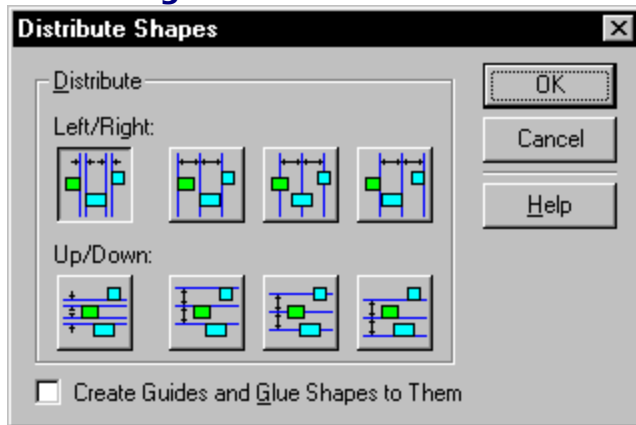 Distribute Shapes
Distribute
OK
Left/Right:
Cancel
Help
Up/Down:
Create Guides and Glue Shapes to Them